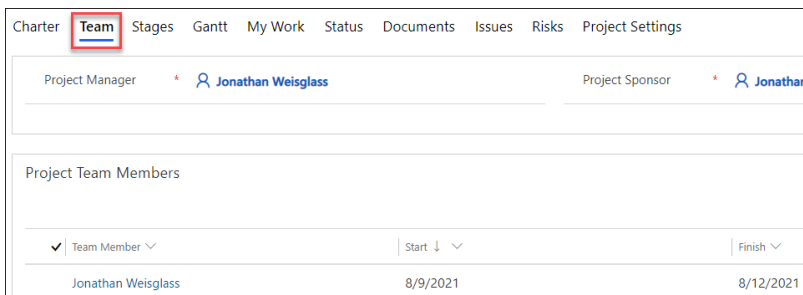 Charter Team Stages Gantt My Work Status Documents Issues Risks Project Settings
Project Manager * Jonathan Weisglass Project Sponsor *
Project Team Members
Team Member Start Finish
Jonathan Weisglass 8/9/2021 8/12/2021